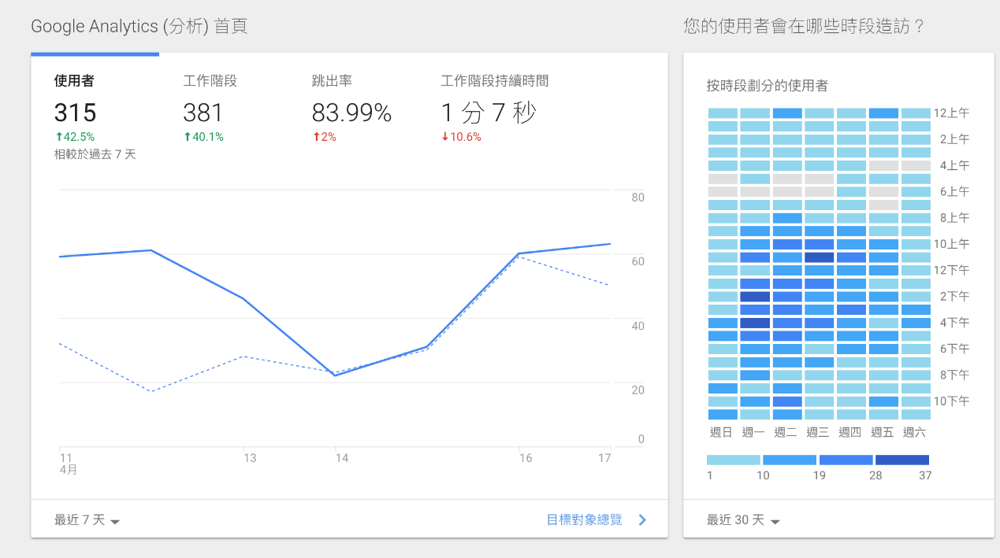 Google Analytics (分析) 首頁
使用者
315
↑42.5%
相較於過去 7 天
工作階段
381
↑40.1%
跳出率
83.99%
↑2%
工作階段持續時間
1 分 7 秒
↓10.6%
80
60
40
20
0
11
4月
13
14
16
17
最近 7 天
目標對象總覽
您的使用者會在哪些時段造訪？
按時段劃分的使用者
12上午
2上午
4上午
6上午
8上午
10上午
12下午
2下午
4下午
6下午
8下午
10下午
週日 週一 週二 週三 週四 週五 週六
1 10 19 28 37
最近 30 天